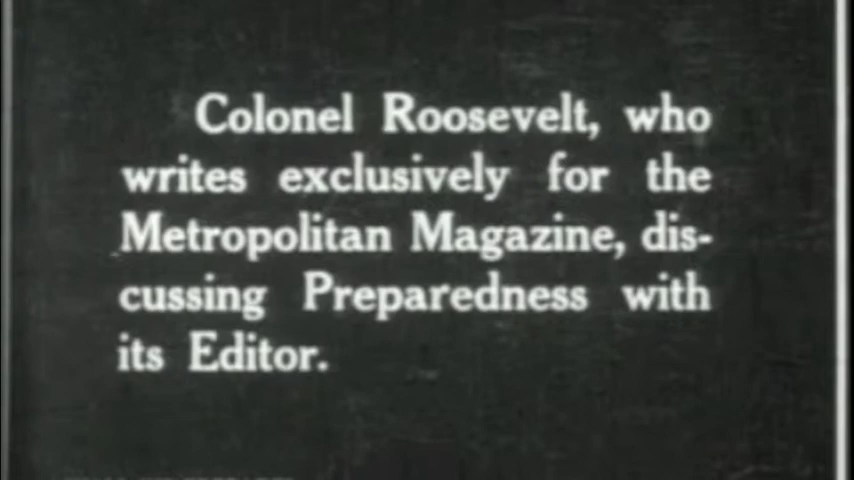 Colonel Roosevelt, who
writes exclusively for the
Metropolitan Magazine, dis-
cussing Preparedness with
its Editor.